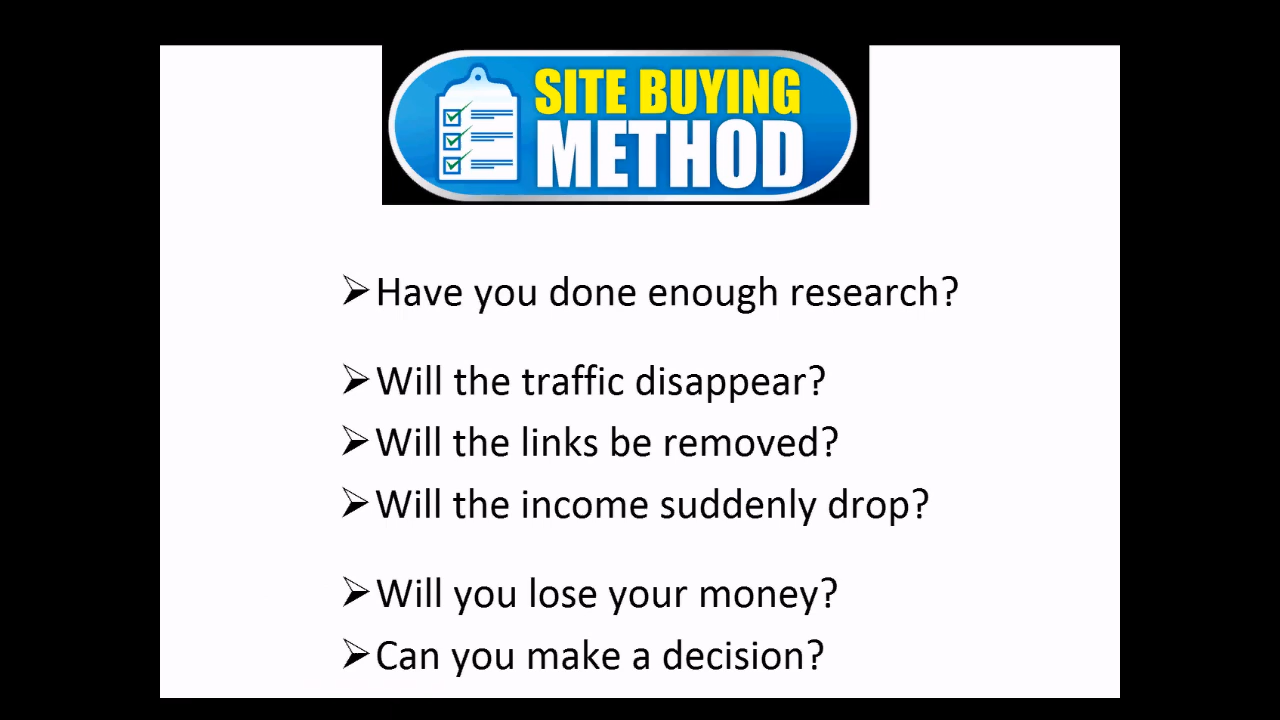 SITE BUYING
METHOD
➢Have you done enough research?
➢Will the traffic disappear?
➢Will the links be removed?
➢Will the income suddenly drop?
➢Will you lose your money?
➢Can you make a decision?